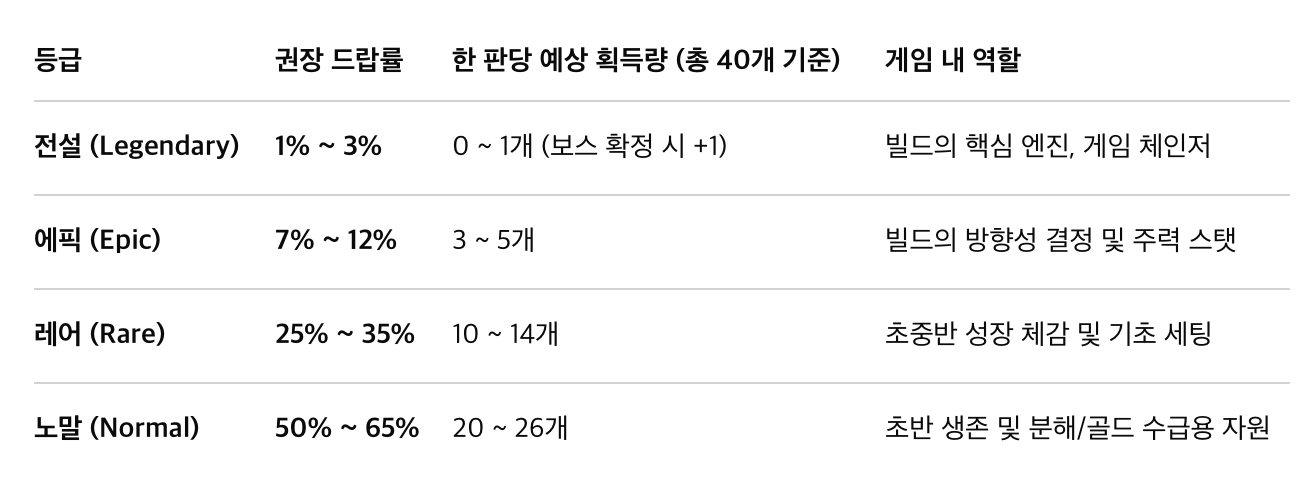 등급 권장 드랍률 한 판당 예상 획득량 (총 40개 기준) 게임 내 역할
전설 (Legendary) 1% ~ 3% 0 ~ 1개 (보스 확정 시 +1) 빌드의 핵심 엔진, 게임 체인저
에픽 (Epic) 7% ~ 12% 3 ~ 5개 빌드의 방향성 결정 및 주력 스탯
레어 (Rare) 25% ~ 35% 10 ~ 14개 초중반 성장 체감 및 기초 세팅
노말 (Normal) 50% ~ 65% 20 ~ 26개 초반 생존 및 분해/골드 수급용 자원